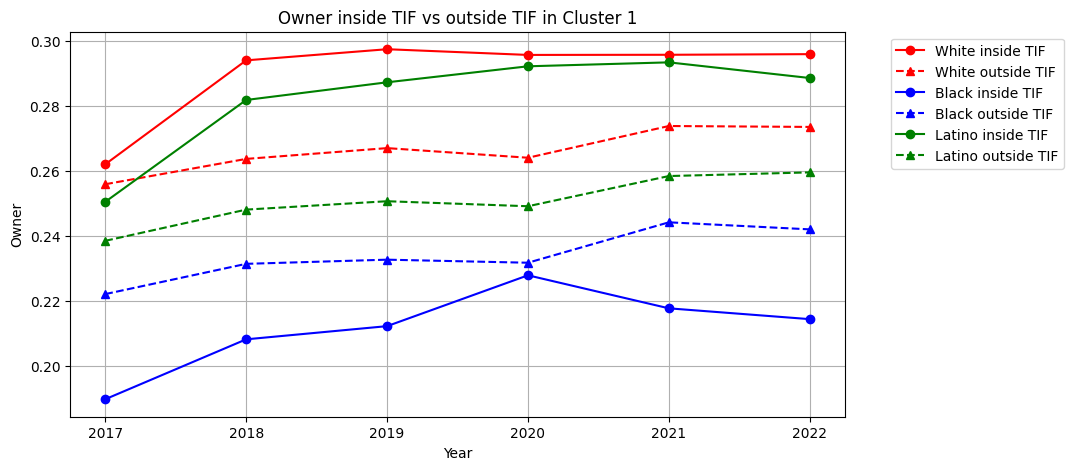 Owner inside TIF vs outside TIF in Cluster 1
0.30
0.28
0.26
0.24
0.22
0.20
Owner
2017 2018 2019 2020 2021 2022
Year
White inside TIF
White outside TIF
Black inside TIF
Black outside TIF
Latino inside TIF
Latino outside TIF